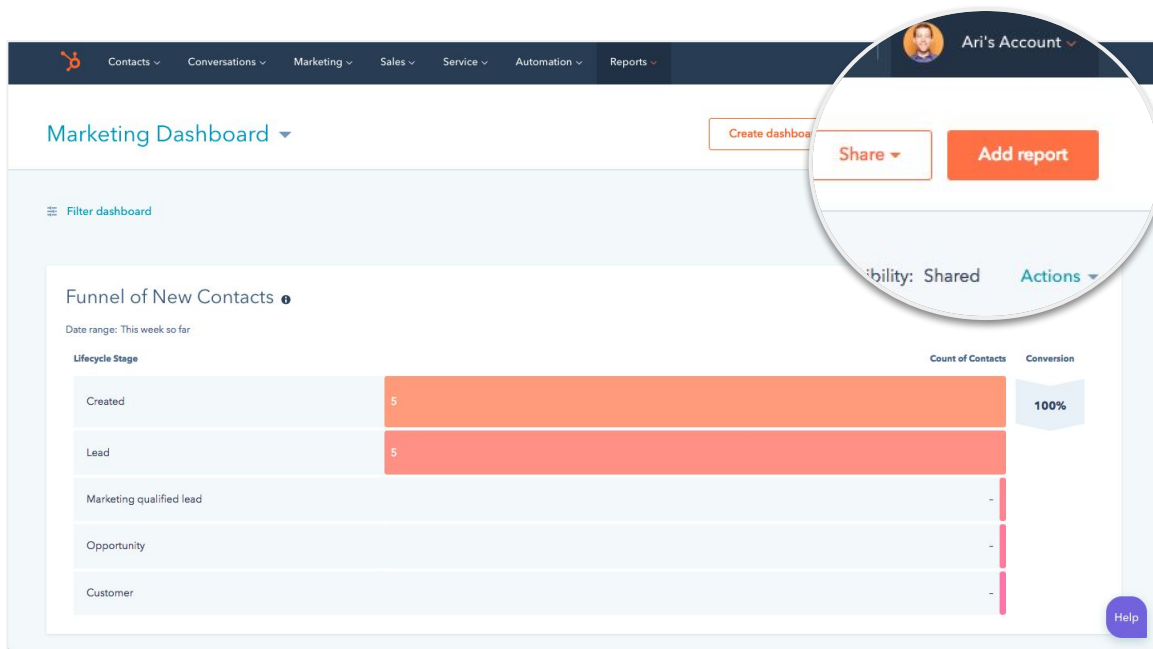 Ari's Account
Contacts Conversations Marketing Sales Service Automation Reports
Marketing Dashboard
Create
Share
Add report
Filter dashboard
Shared
Actions
Funnel of New Contacts
Date range: This week so far
Lifecycle Stage
Count of Contacts
Conversion
Created
5
100%
Lead
5
Marketing qualified lead
-
Opportunity
-
Customer
-
Help